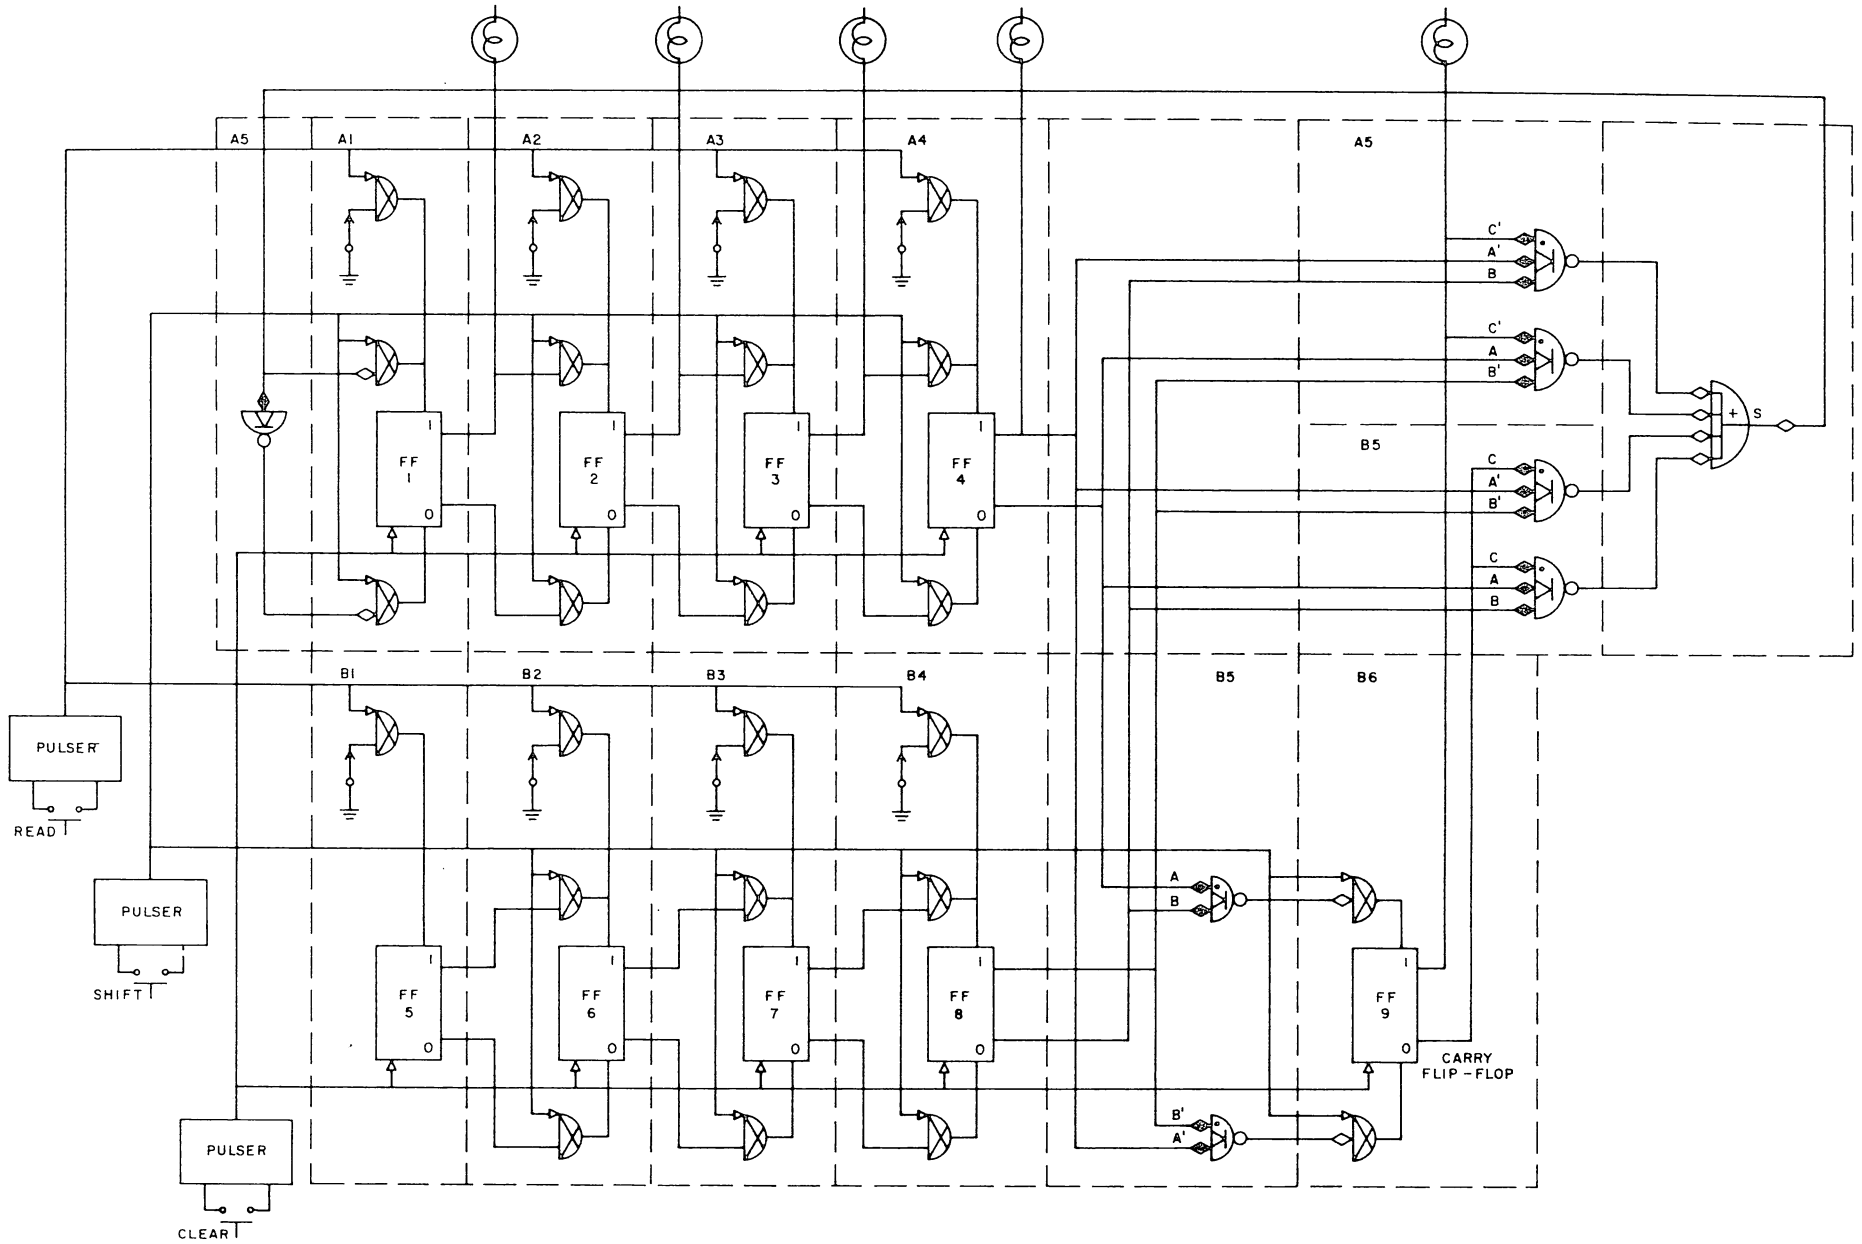 A5
A1
A2
A3
A4
A5
C'
A'
B
C'
A
B'
+
S
1
FF
1
0
1
FF
2
0
1
FF
3
0
1
FF
4
0
B5
C
A'
B'
C
A
B
B1
B2
B3
B4
B5
B6
PULSER
READ
PULSER
SHIFT
A
B
1
FF
5
0
1
FF
6
0
1
FF
7
0
1
FF
8
0
1
FF
9
0
CARRY
FLIP-FLOP
B'
A'
PULSER
CLEAR